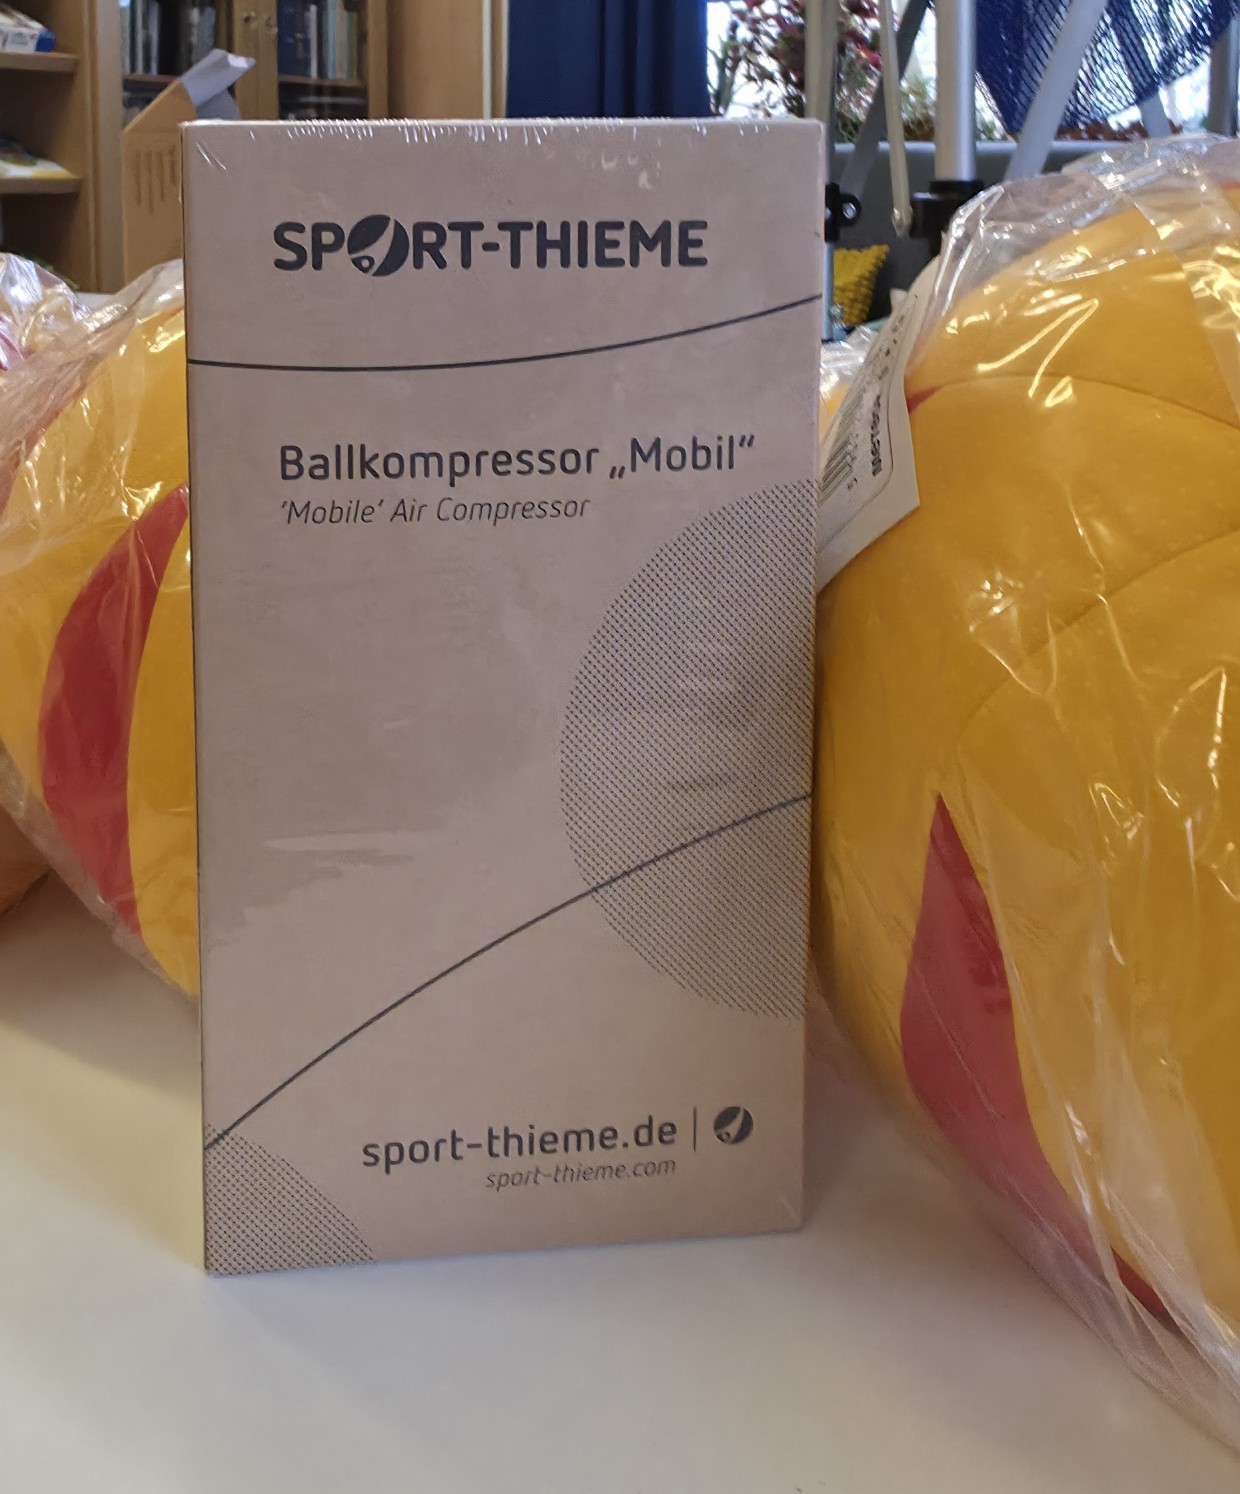 SPORT-THIEME
Ballkompressor „Mobil“
‘Mobile’ Air Compressor
sport-thieme.de
sport-thieme.com